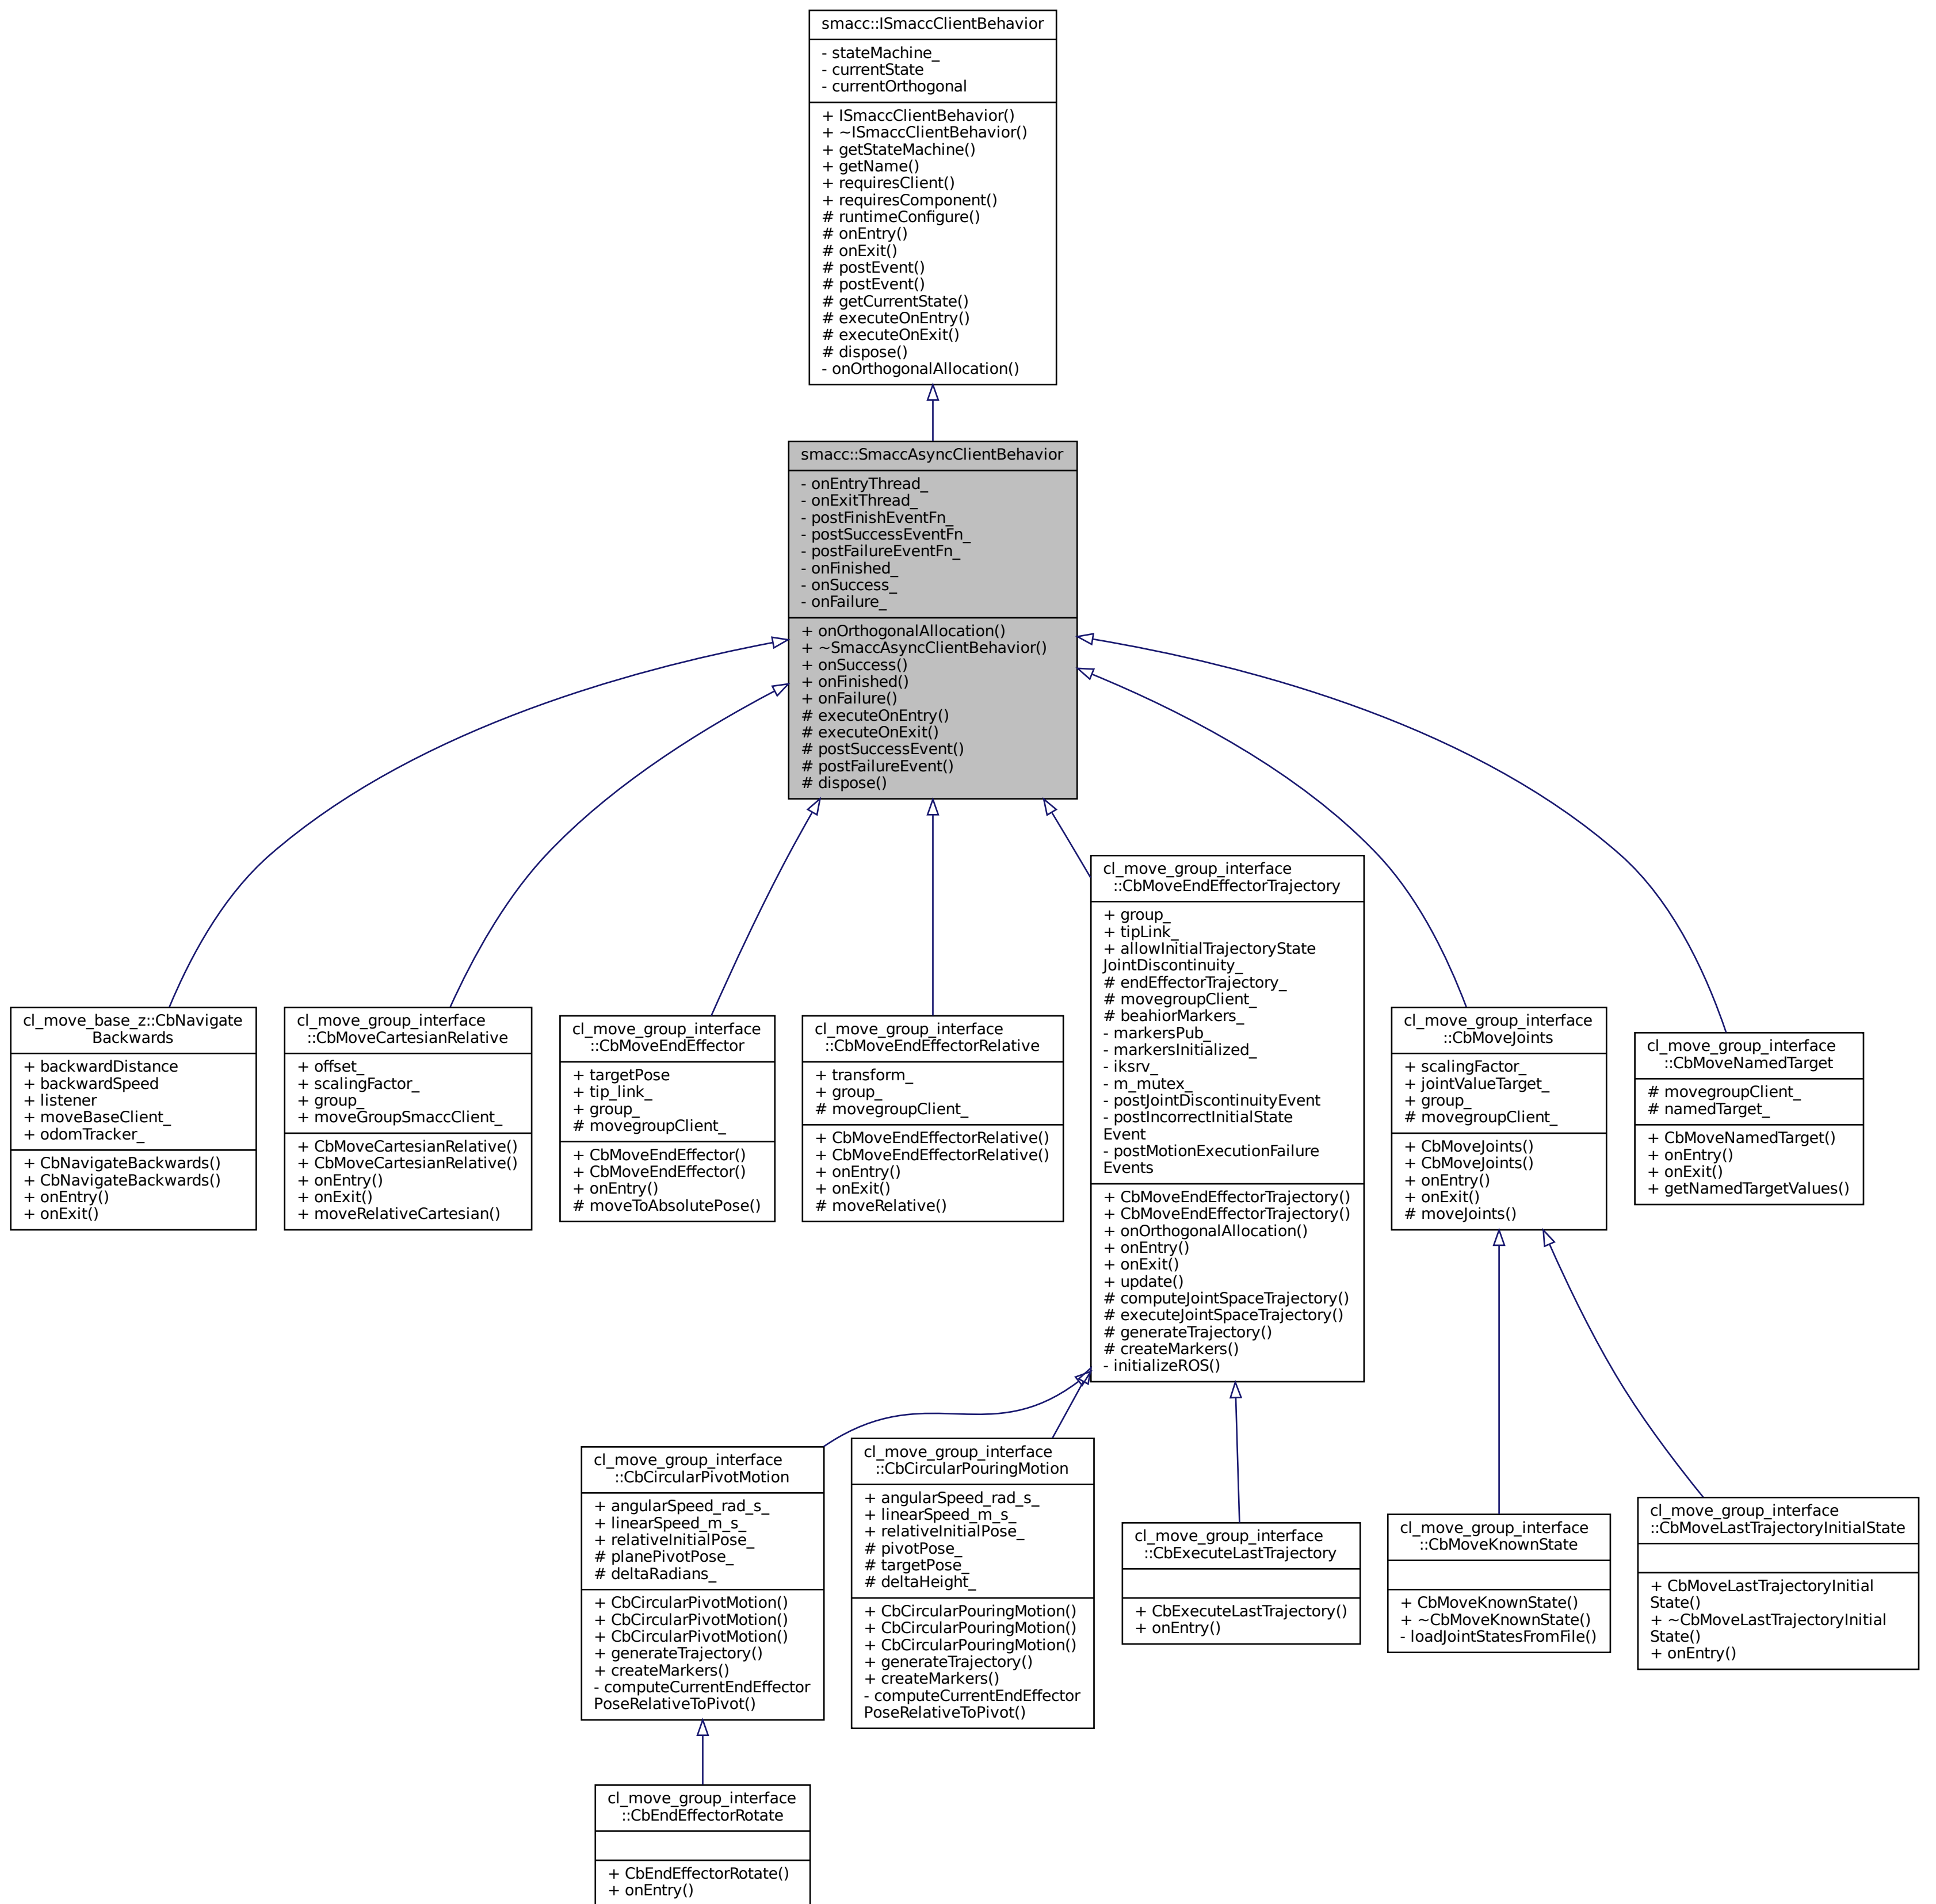 smacc::ISmaccClientBehavior
- stateMachine_
- currentState
- currentOrthogonal
+ ISmaccClientBehavior()
+ ~ISmaccClientBehavior()
+ getStateMachine()
+ getName()
+ requiresClient()
+ requiresComponent()
# runtimeConfigure()
# onEntry()
# onExit()
# postEvent()
# postEvent()
# getCurrentState()
# executeOnEntry()
# executeOnExit()
# dispose()
- onOrthogonalAllocation()
smacc::SmaccAsyncClientBehavior
- onEntryThread_
- onExitThread_
- postFinishEventFn_
- postSuccessEventFn_
- postFailureEventFn_
- onFinished_
- onSuccess_
- onFailure_
+ onOrthogonalAllocation()
+ ~SmaccAsyncClientBehavior()
+ onSuccess()
+ onFinished()
+ onFailure()
# executeOnEntry()
# executeOnExit()
# postSuccessEvent()
# postFailureEvent()
# dispose()
cl_move_base_z::CbNavigate
Backwards
+ backwardDistance
+ backwardSpeed
+ listener
+ moveBaseClient_
+ odomTracker_
+ CbNavigateBackwards()
+ CbNavigateBackwards()
+ onEntry()
+ onExit()
cl_move_group_interface
::CbMoveCartesianRelative
+ offset_
+ scalingFactor_
+ group_
+ moveGroupSmaccClient_
+ CbMoveCartesianRelative()
+ CbMoveCartesianRelative()
+ onEntry()
+ onExit()
+ moveRelativeCartesian()
cl_move_group_interface
::CbMoveEndEffector
+ targetPose
+ tip_link_
+ group_
# movegroupClient_
+ CbMoveEndEffector()
+ CbMoveEndEffector()
+ onEntry()
# moveToAbsolutePose()
cl_move_group_interface
::CbMoveEndEffectorRelative
+ transform_
+ group_
# movegroupClient_
+ CbMoveEndEffectorRelative()
+ CbMoveEndEffectorRelative()
+ onEntry()
+ onExit()
# moveRelative()
cl_move_group_interface
::CbMoveEndEffectorTrajectory
+ group_
+ tipLink_
+ allowInitialTrajectoryState
JointDiscontinuity_
# endEffectorTrajectory_
# movegroupClient_
# beahiorMarkers_
- markersPub_
- markersInitialized_
- iksrv_
- m_mutex_
- postJointDiscontinuityEvent
- postIncorrectInitialState
Event
- postMotionExecutionFailure
Events
+ CbMoveEndEffectorTrajectory()
+ CbMoveEndEffectorTrajectory()
+ onOrthogonalAllocation()
+ onEntry()
+ onExit()
+ update()
# computeJointSpaceTrajectory()
# executeJointSpaceTrajectory()
# generateTrajectory()
# createMarkers()
- initializeROS()
cl_move_group_interface
::CbMoveJoints
+ scalingFactor_
+ jointValueTarget_
+ group_
# movegroupClient_
+ CbMoveJoints()
+ CbMoveJoints()
+ onEntry()
+ onExit()
# moveJoints()
cl_move_group_interface
::CbMoveNamedTarget
# movegroupClient_
# namedTarget_
+ CbMoveNamedTarget()
+ onEntry()
+ onExit()
+ getNamedTargetValues()
cl_move_group_interface
::CbCircularPivotMotion
+ angularSpeed_rad_s_
+ linearSpeed_m_s_
+ relativeInitialPose_
# planePivotPose_
# deltaRadians_
+ CbCircularPivotMotion()
+ CbCircularPivotMotion()
+ CbCircularPivotMotion()
+ generateTrajectory()
+ createMarkers()
- computeCurrentEndEffector
PoseRelativeToPivot()
cl_move_group_interface
::CbCircularPouringMotion
+ angularSpeed_rad_s_
+ linearSpeed_m_s_
+ relativeInitialPose_
# pivotPose_
# targetPose_
# deltaHeight_
+ CbCircularPouringMotion()
+ CbCircularPouringMotion()
+ CbCircularPouringMotion()
+ generateTrajectory()
+ createMarkers()
- computeCurrentEndEffector
PoseRelativeToPivot()
cl_move_group_interface
::CbExecuteLastTrajectory
+ CbExecuteLastTrajectory()
+ onEntry()
cl_move_group_interface
::CbMoveKnownState
+ CbMoveKnownState()
+ ~CbMoveKnownState()
- loadJointStatesFromFile()
cl_move_group_interface
::CbMoveLastTrajectoryInitialState
+ CbMoveLastTrajectoryInitial
State()
+ ~CbMoveLastTrajectoryInitial
State()
+ onEntry()
cl_move_group_interface
::CbEndEffectorRotate
+ CbEndEffectorRotate()
+ onEntry()